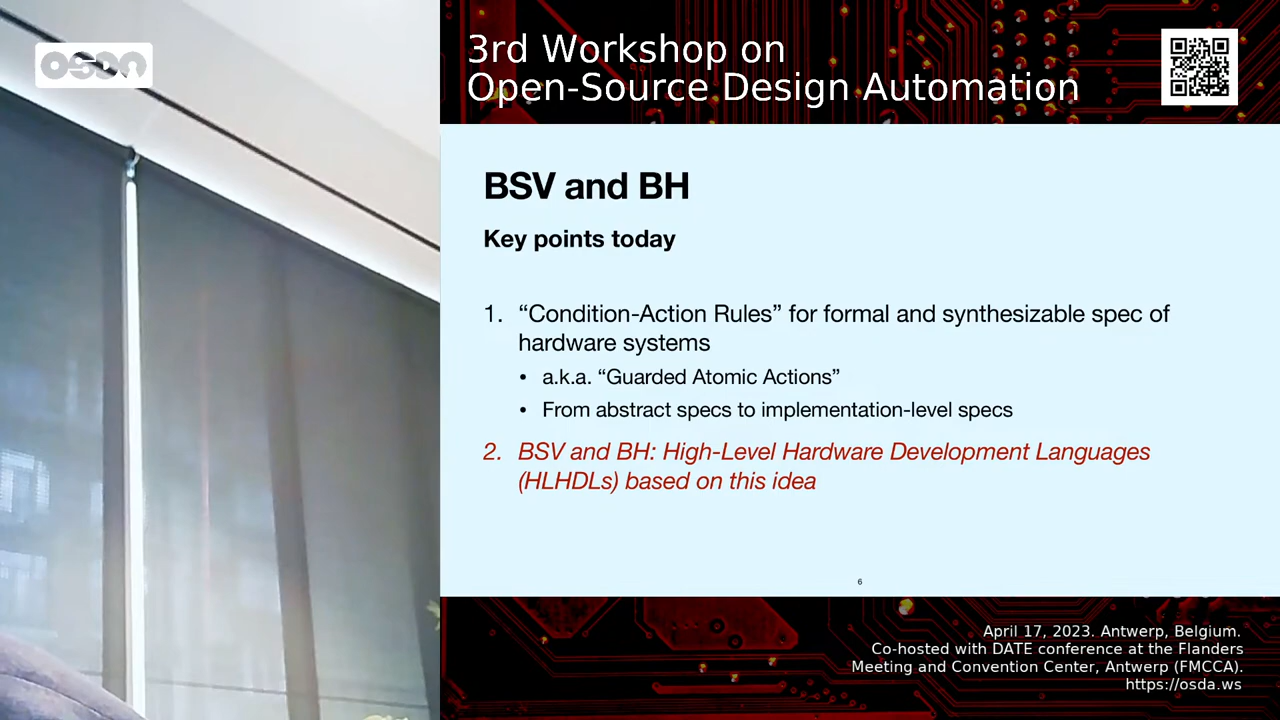 OSDA
3rd Workshop on
Open-Source Design Automation
BSV and BH
Key points today
1. “Condition-Action Rules” for formal and synthesizable spec of
hardware systems
• a.k.a. “Guarded Atomic Actions”
• From abstract specs to implementation-level specs
2. BSV and BH: High-Level Hardware Development Languages
(HLHDLs) based on this idea
6
April 17, 2023. Antwerp, Belgium.
Co-hosted with DATE conference at the Flanders
Meeting and Convention Center, Antwerp (FMCCA).
https://osda.ws